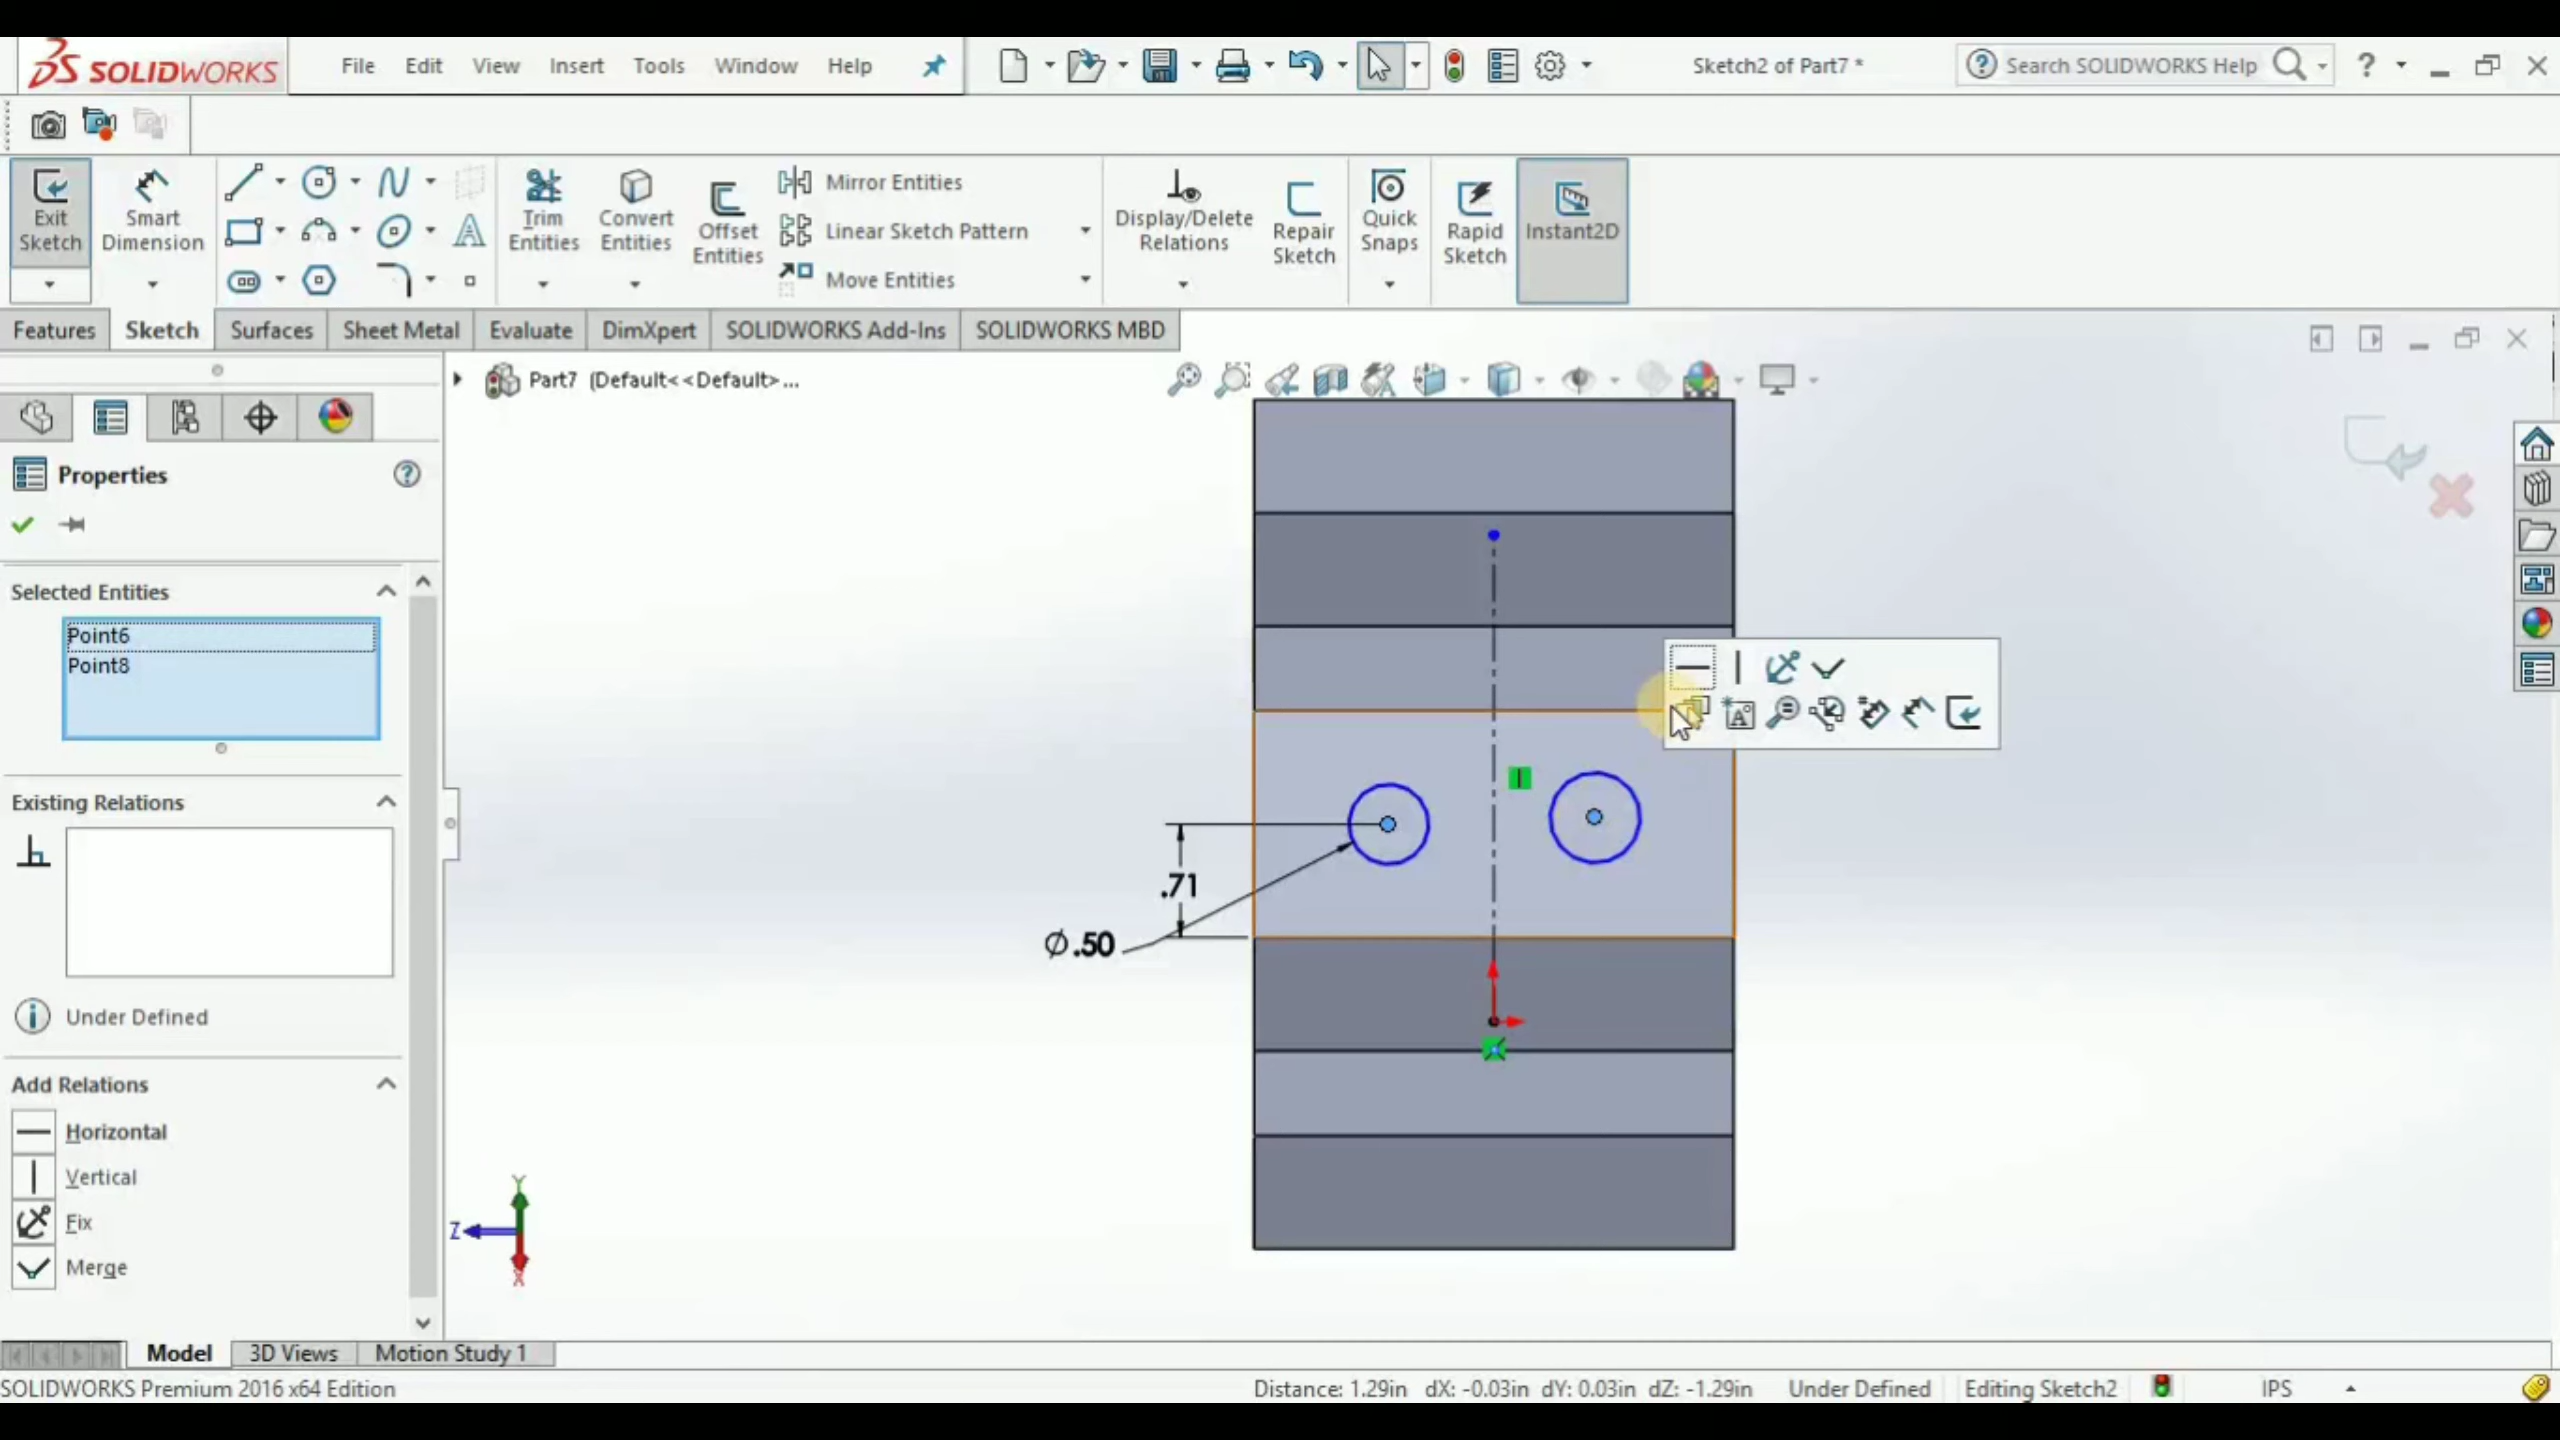 SOLIDWORKS File Edit View Insert Tools Window Help Sketch2 of Part7 * Search SOLIDWORKS Help ?
Exit Sketch
Smart Dimension
Trim Entities
Convert Entities
Offset Entities
Mirror Entities
Linear Sketch Pattern
Move Entities
Display/Delete Relations
Repair Sketch
Quick Snaps
Rapid Sketch
Instant2D
Features Sketch Surfaces Sheet Metal Evaluate DimXpert SOLIDWORKS Add-Ins SOLIDWORKS MBD
Part7 (Default<<Default>...
Properties
Selected Entities
Point6
Point8
Existing Relations
Under Defined
Add Relations
Horizontal
Vertical
Fix
Merge
.71
Ø.50
Y
Z
X
Model 3D Views Motion Study 1
SOLIDWORKS Premium 2016 x64 Edition Distance: 1.29in dX: -0.03in dY: 0.03in dZ: -1.29in Under Defined Editing Sketch2 IPS